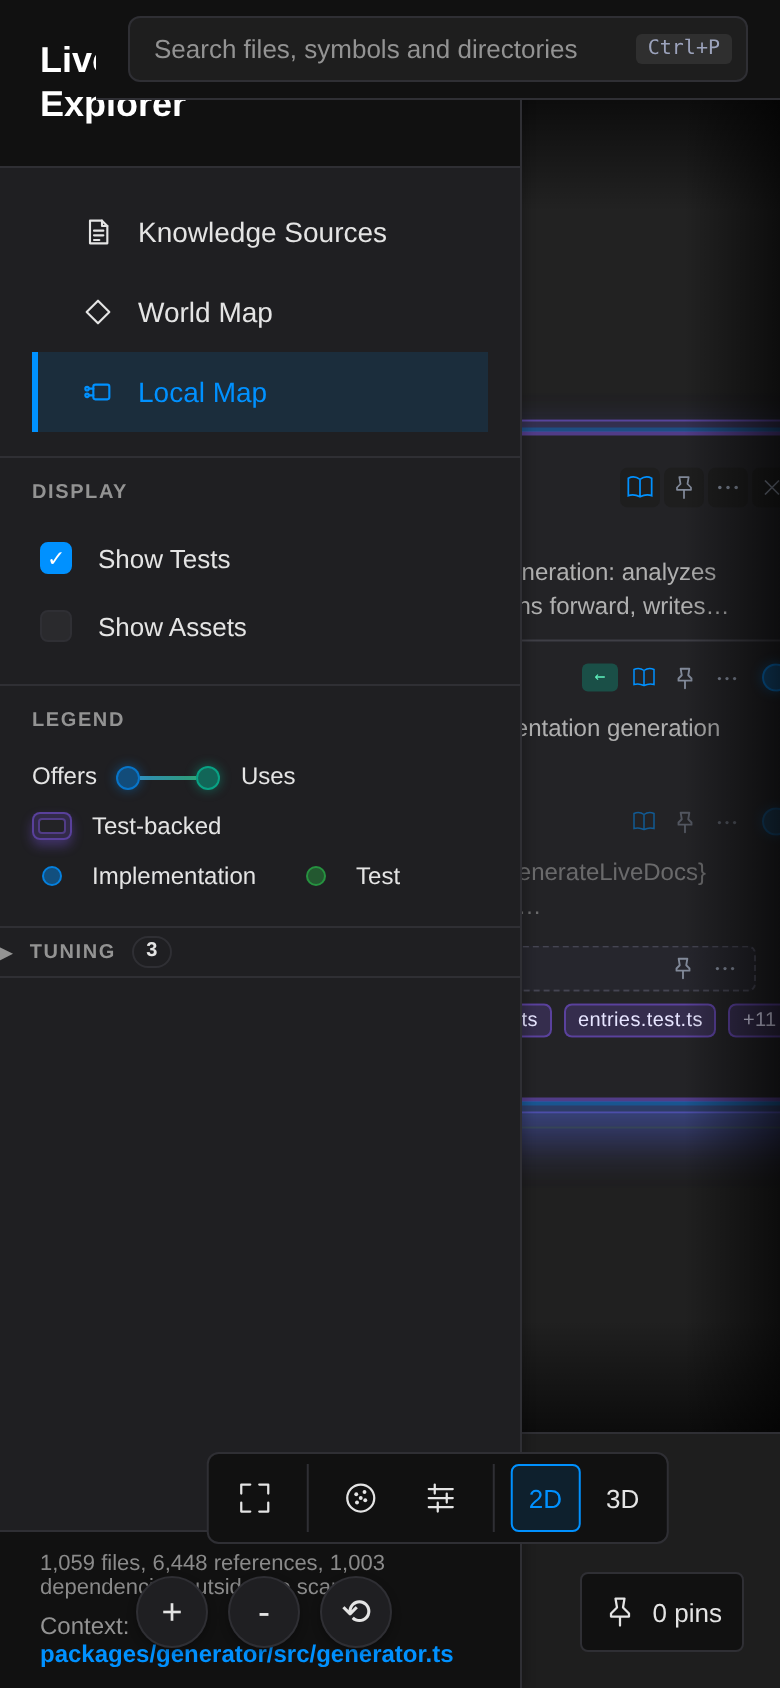 Search files, symbols and directories Ctrl+P
Explorer
Knowledge Sources
World Map
Local Map
DISPLAY
✓ Show Tests
Show Assets
LEGEND
Offers Uses
Test-backed
Implementation Test
▶ TUNING 3
neration: analyzes
ns forward, writes…
←
entation generation
enerateLiveDocs}
…
ts entries.test.ts +11
2D 3D
1,059 files, 6,448 references, 1,003
Context:
packages/generator/src/generator.ts
+ - ⟲
0 pins